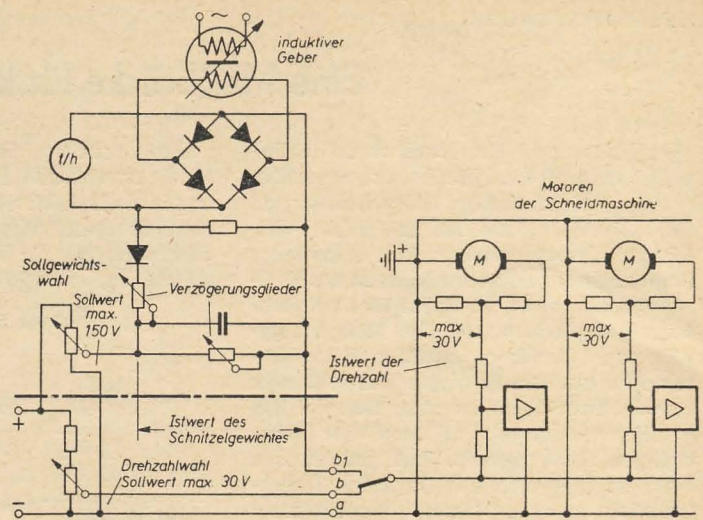 ~
induktiver
Geber
t/h
Motoren
der Schneidmaschine
+
M
M
Sollgewichts-
wahl
Sollwert
max.
150 V
Verzögerungsglieder
max
30 V
max
30 V
Istwert der
Drehzahl
+
Istwert des
Schnitzelgewichtes
b1
Drehzahlwahl
Sollwert max. 30 V
b
–
a